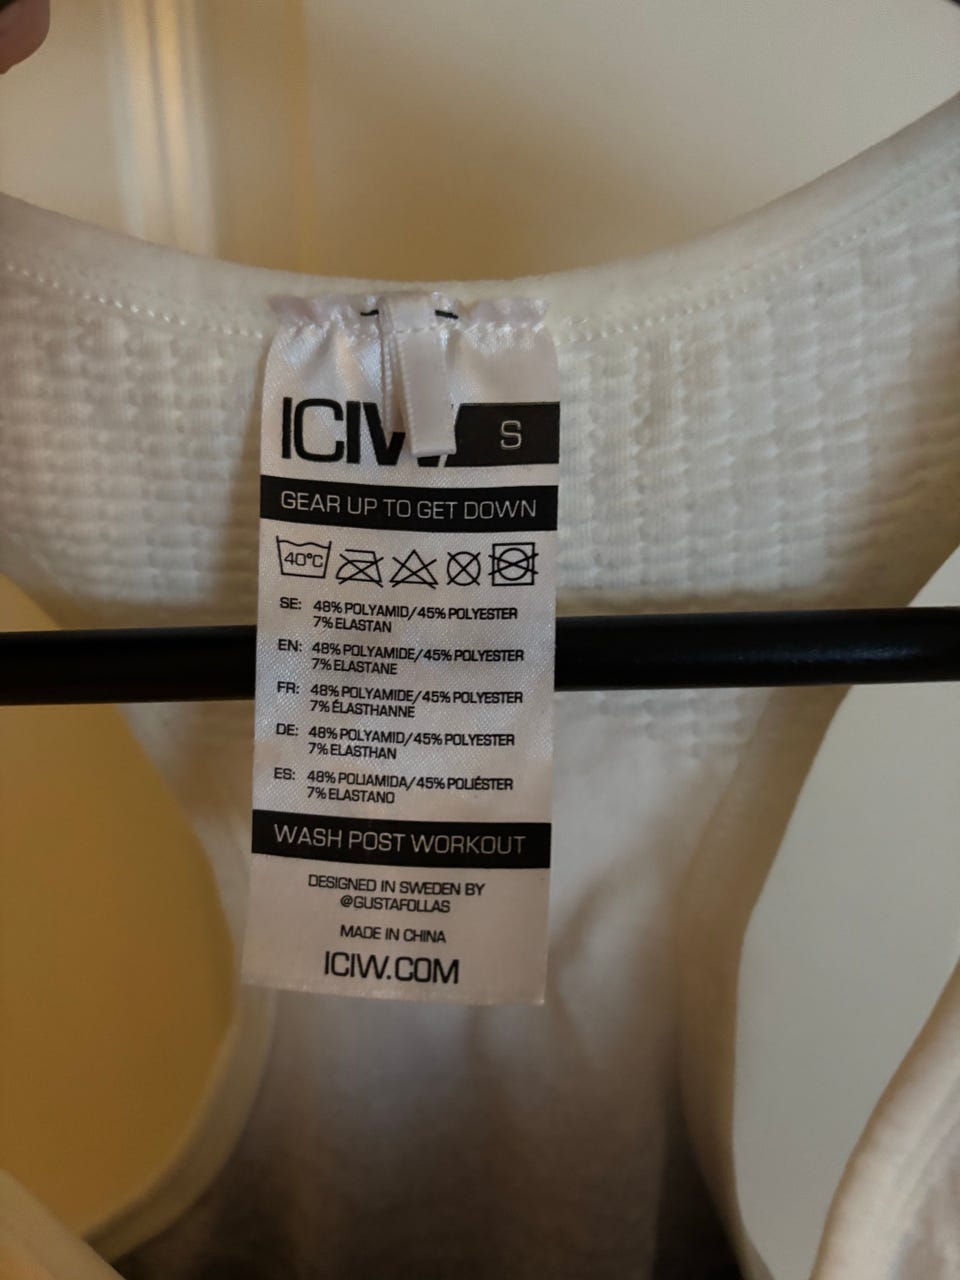 ICIW
S
GEAR UP TO GET DOWN
40°C
SE: 48% POLYAMID/45% POLYESTER
7% ELASTAN
EN: 48% POLYAMIDE/45% POLYESTER
7% ELASTANE
FR: 48% POLYAMIDE/45% POLYESTER
7% ÉLASTHANNE
DE: 48% POLYAMID/45% POLYESTER
7% ELASTHAN
ES: 48% POLIAMIDA/45% POLIÉSTER
7% ELASTANO
WASH POST WORKOUT
DESIGNED IN SWEDEN BY
@GUSTAFOLLAS
MADE IN CHINA
ICIW.COM